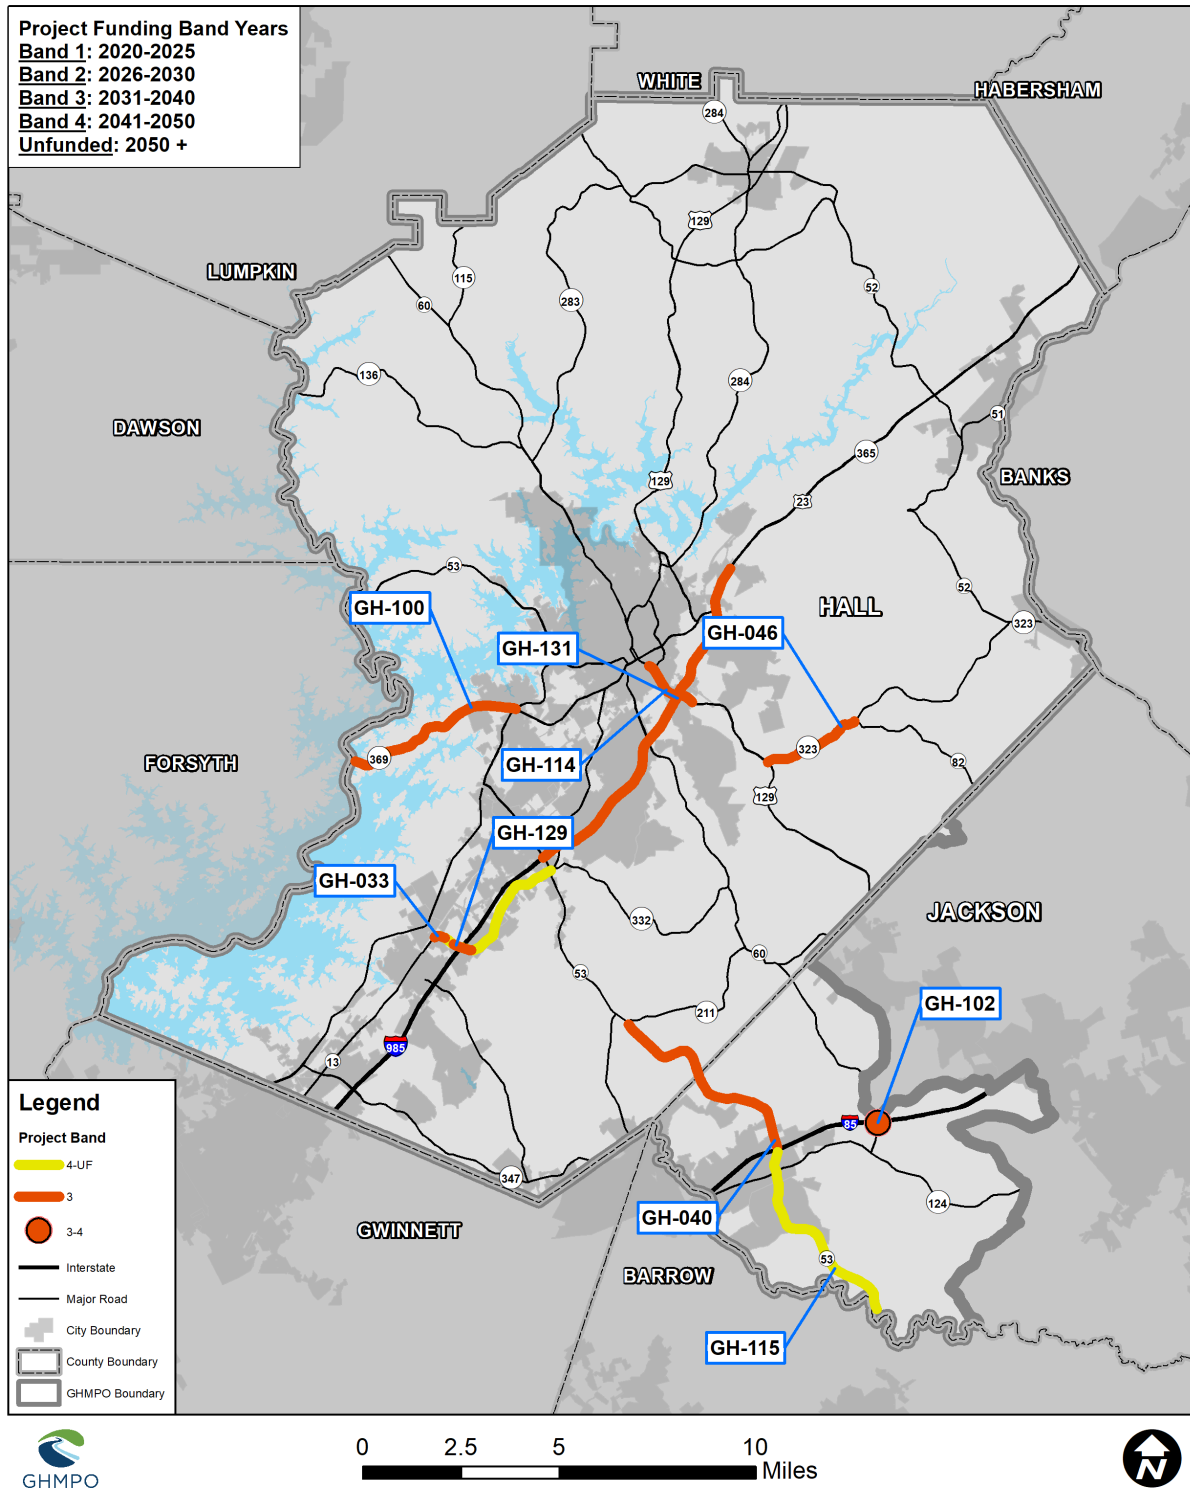 Project Funding Band Years
Band 1: 2020-2025
Band 2: 2026-2030
Band 3: 2031-2040
Band 4: 2041-2050
Unfunded: 2050 +
WHITE
HABERSHAM
284
129
LUMPKIN
115
60
283
52
136
284
DAWSON
51
365
BANKS
129
23
53
52
GH-100
HALL
323
GH-131
GH-046
369
FORSYTH
GH-114
323
82
129
GH-129
GH-033
332
JACKSON
60
53
211
GH-102
985
13
85
347
124
GH-040
GWINNETT
53
BARROW
GH-115
Legend
Project Band
4-UF
3
3-4
Interstate
Major Road
City Boundary
County Boundary
GHMPO Boundary
GHMPO
0 2.5 5 10
Miles
N